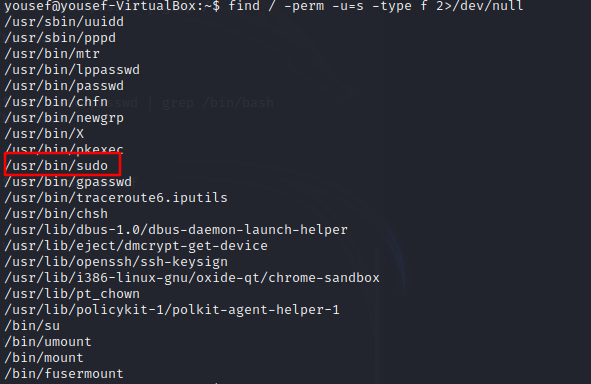 yousef@yousef-VirtualBox:~$ find / -perm -u=s -type f 2>/dev/null
/usr/sbin/uuidd
/usr/sbin/pppd
/usr/bin/mtr
/usr/bin/lppasswd
/usr/bin/passwd
/usr/bin/chfn
/usr/bin/newgrp
/usr/bin/X
/usr/bin/pkexec
/usr/bin/sudo
/usr/bin/gpasswd
/usr/bin/traceroute6.iputils
/usr/bin/chsh
/usr/lib/dbus-1.0/dbus-daemon-launch-helper
/usr/lib/eject/dmcrypt-get-device
/usr/lib/openssh/ssh-keysign
/usr/lib/i386-linux-gnu/oxide-qt/chrome-sandbox
/usr/lib/pt_chown
/usr/lib/policykit-1/polkit-agent-helper-1
/bin/su
/bin/umount
/bin/mount
/bin/fusermount